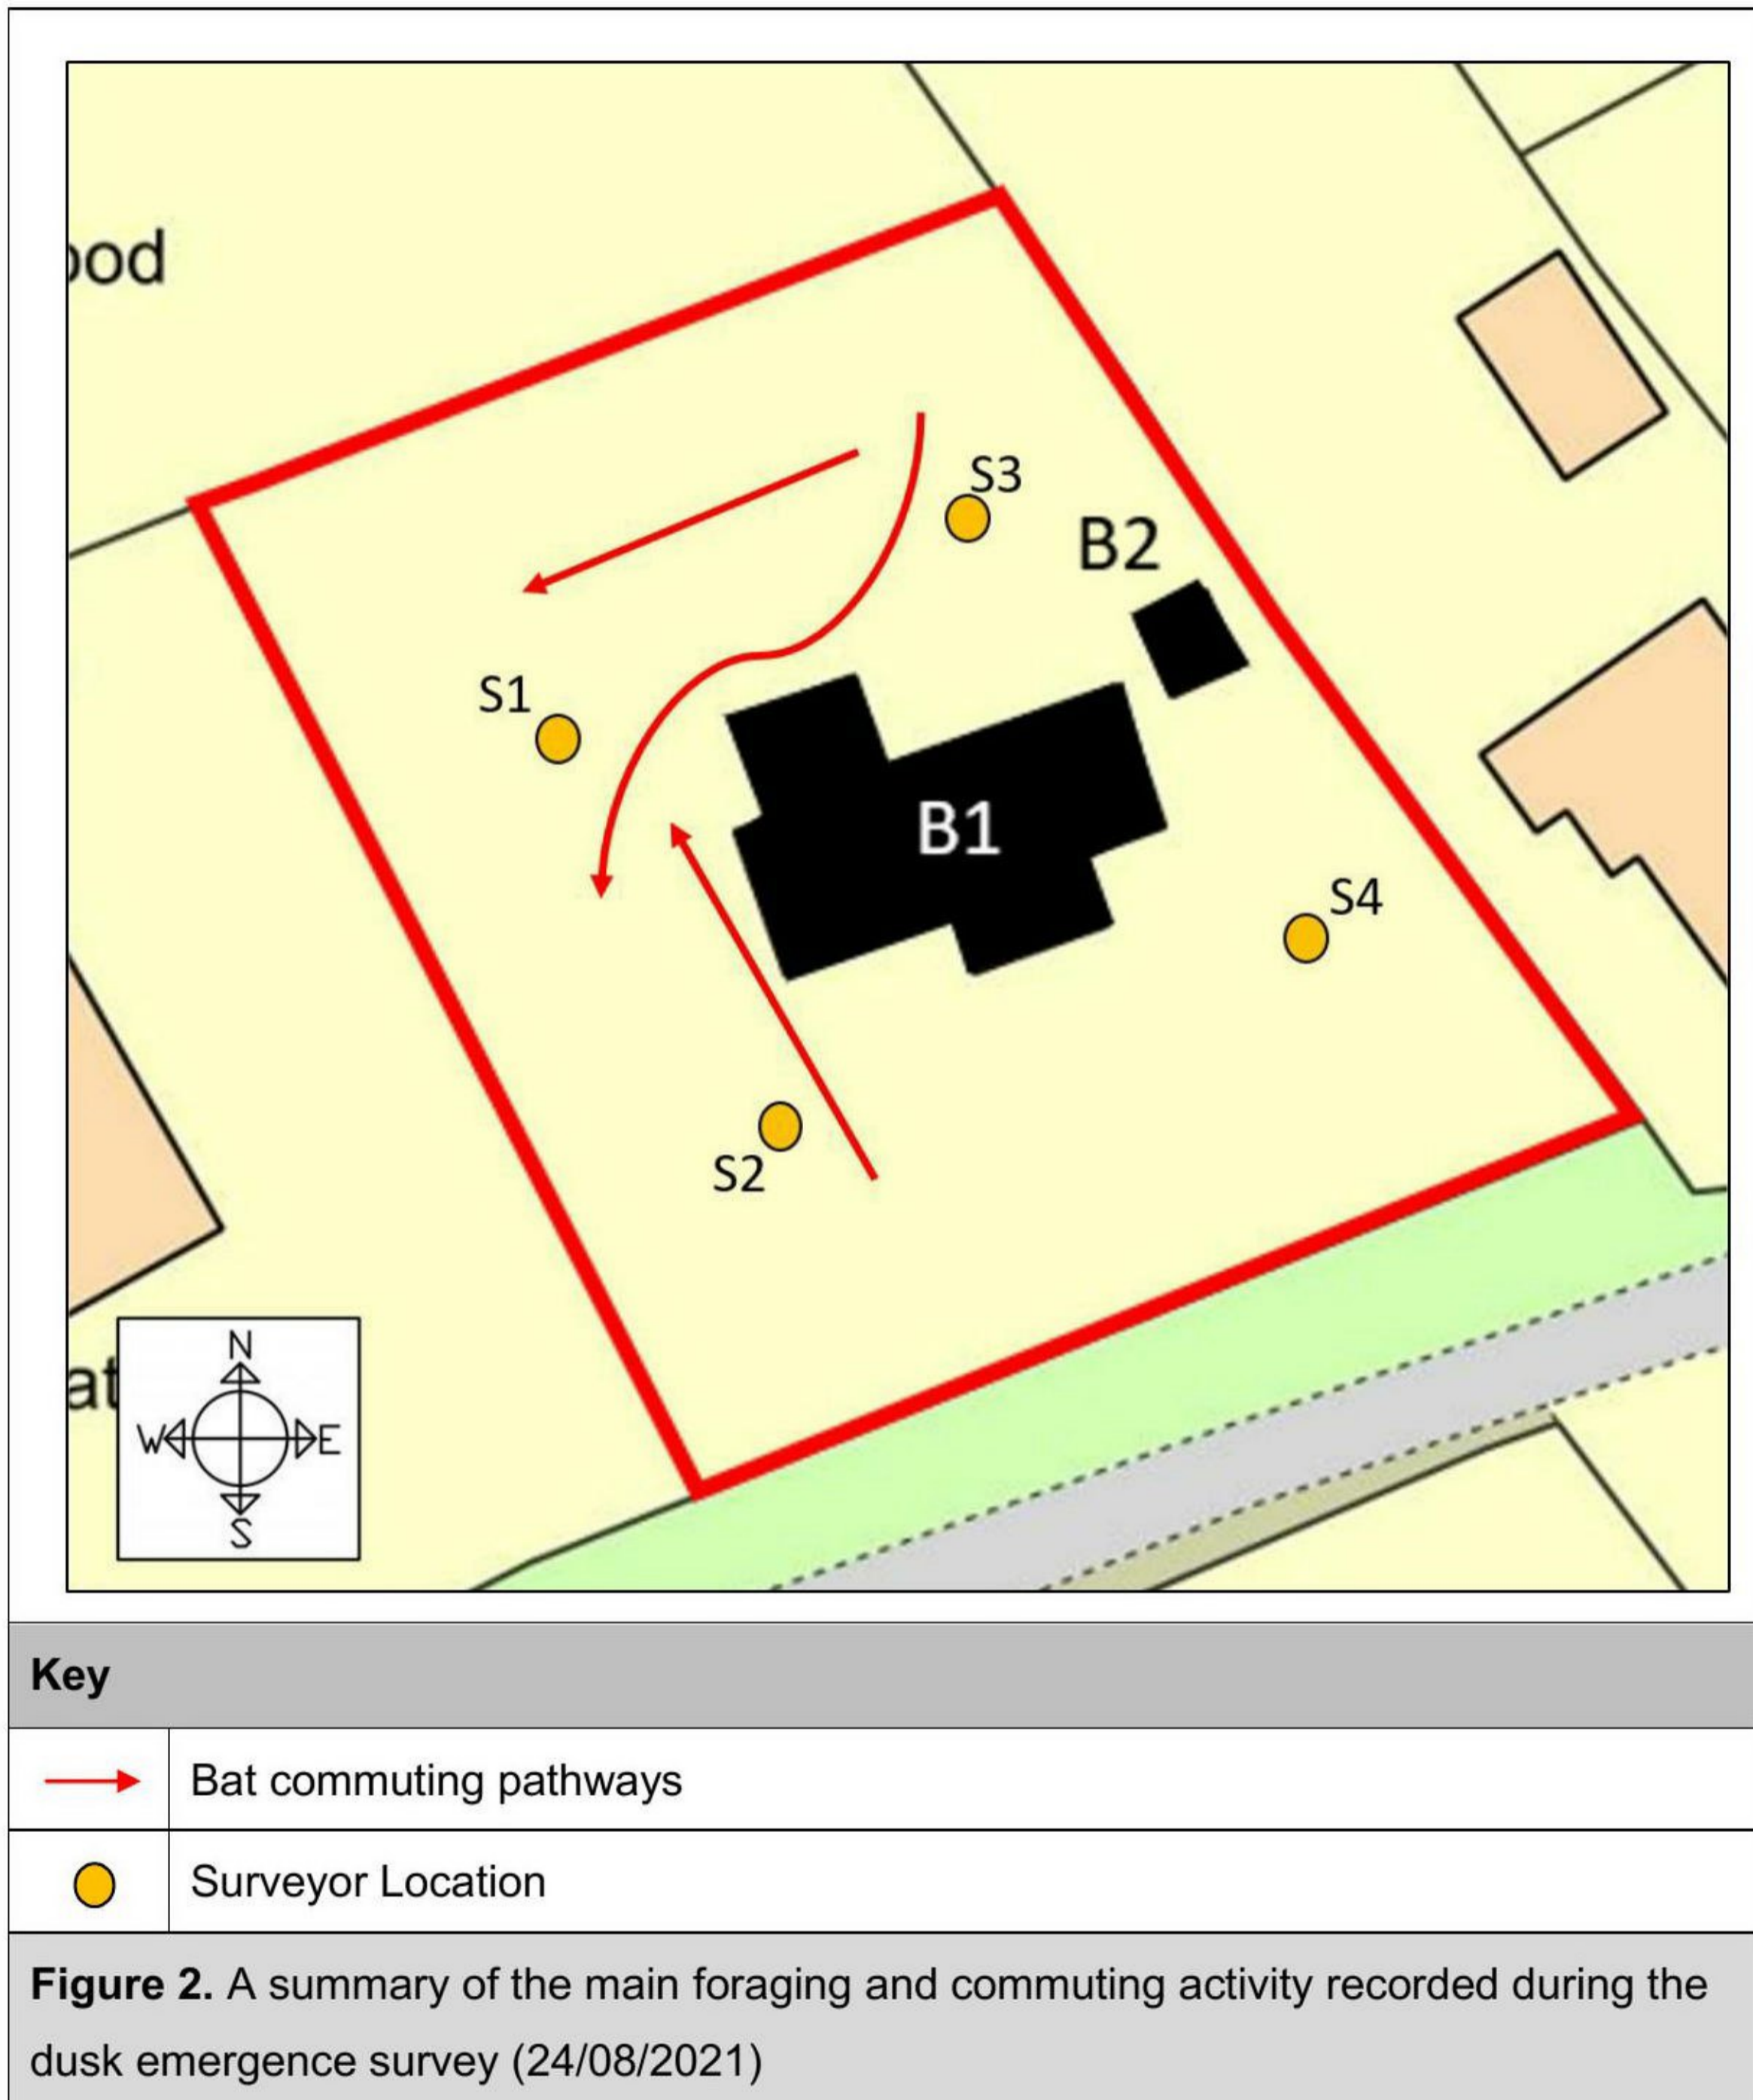 ood
S3
B2
S1
B1
S4
S2
at
N
W E
S
Key
Bat commuting pathways
Surveyor Location
Figure 2. A summary of the main foraging and commuting activity recorded during the
dusk emergence survey (24/08/2021)